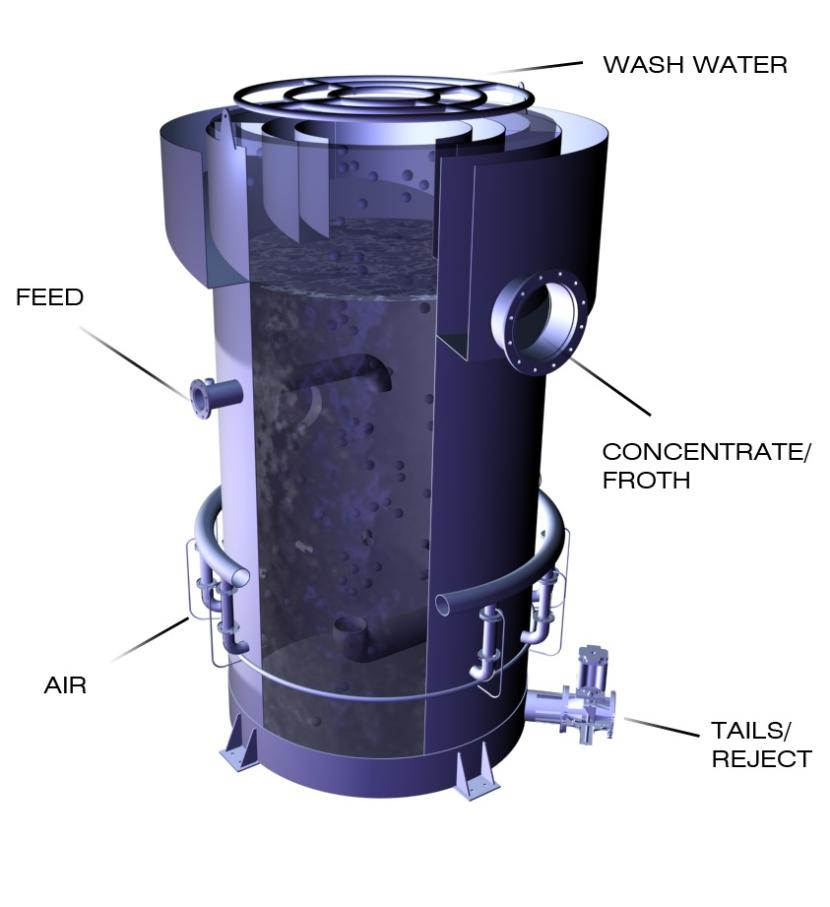 WASH WATER
FEED
CONCENTRATE/
FROTH
AIR
TAILS/
REJECT